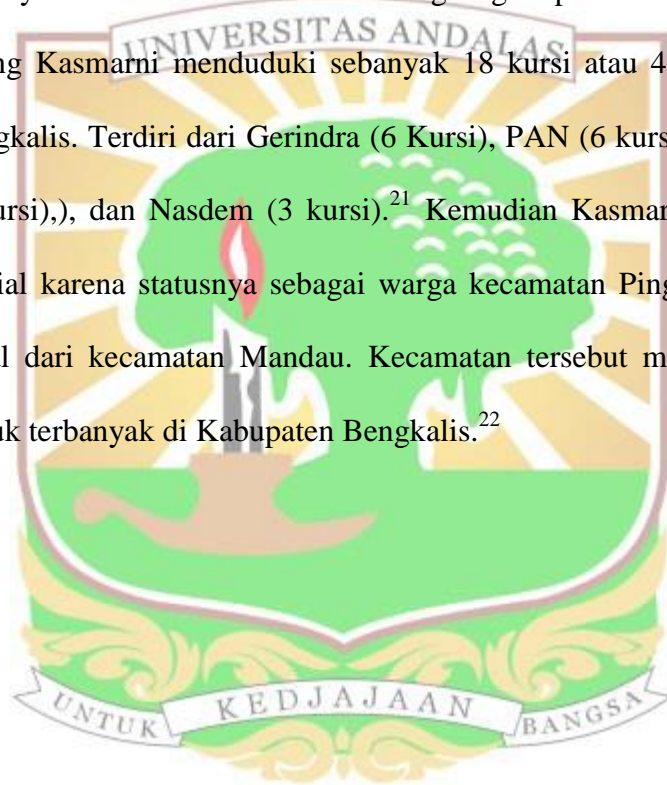 UNIVERSITAS ANDALAS
ng Kasmarni menduduki sebanyak 18 kursi atau 4
gkalis. Terdiri dari Gerindra (6 Kursi), PAN (6 kurs
ursi),), dan Nasdem (3 kursi).21 Kemudian Kasmar
ial karena statusnya sebagai warga kecamatan Ping
l dari kecamatan Mandau. Kecamatan tersebut m
uk terbanyak di Kabupaten Bengkalis.22
UNTUK KEDJAJAAN BANGSA